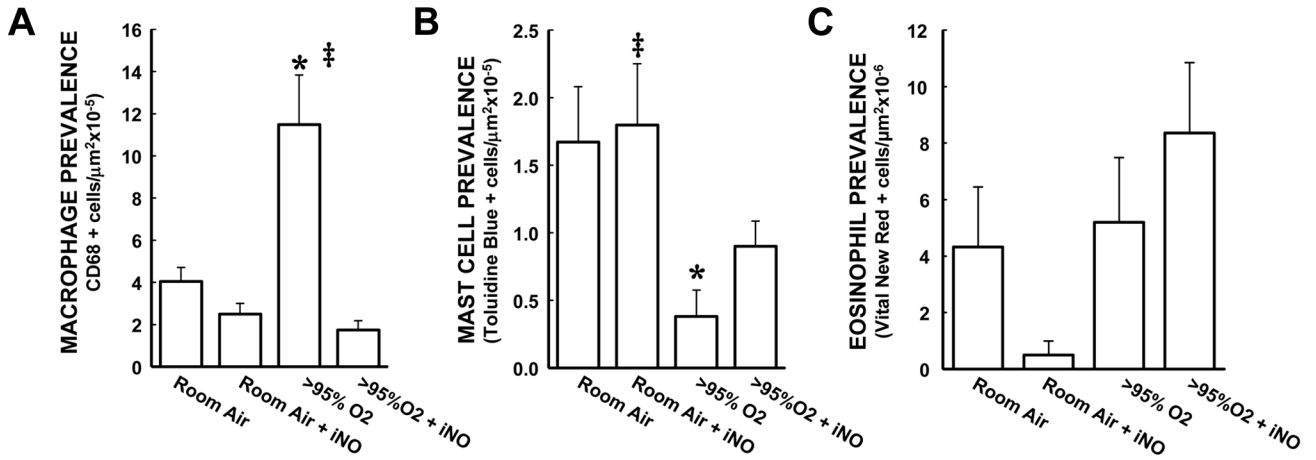 A
MACROPHAGE PREVALENCE
CD68 + cells/μm²x10⁻⁵)
16
14
12
10
8
6
4
2
0
* ‡
Room Air
Room Air + iNO
>95% O2
>95%O2 + iNO
B
MAST CELL PREVALENCE
(Toluidine Blue + cells/μm²x10⁻⁵)
2.5
2.0
1.5
1.0
0.5
0.0
‡
*
Room Air
Room Air + iNO
>95% O2
>95%O2 + iNO
C
EOSINOPHIL PREVALENCE
(Vital New Red + cells/μm²x10⁻⁶
12
10
8
6
4
2
0
Room Air
Room Air + iNO
>95% O2
>95%O2 + iNO